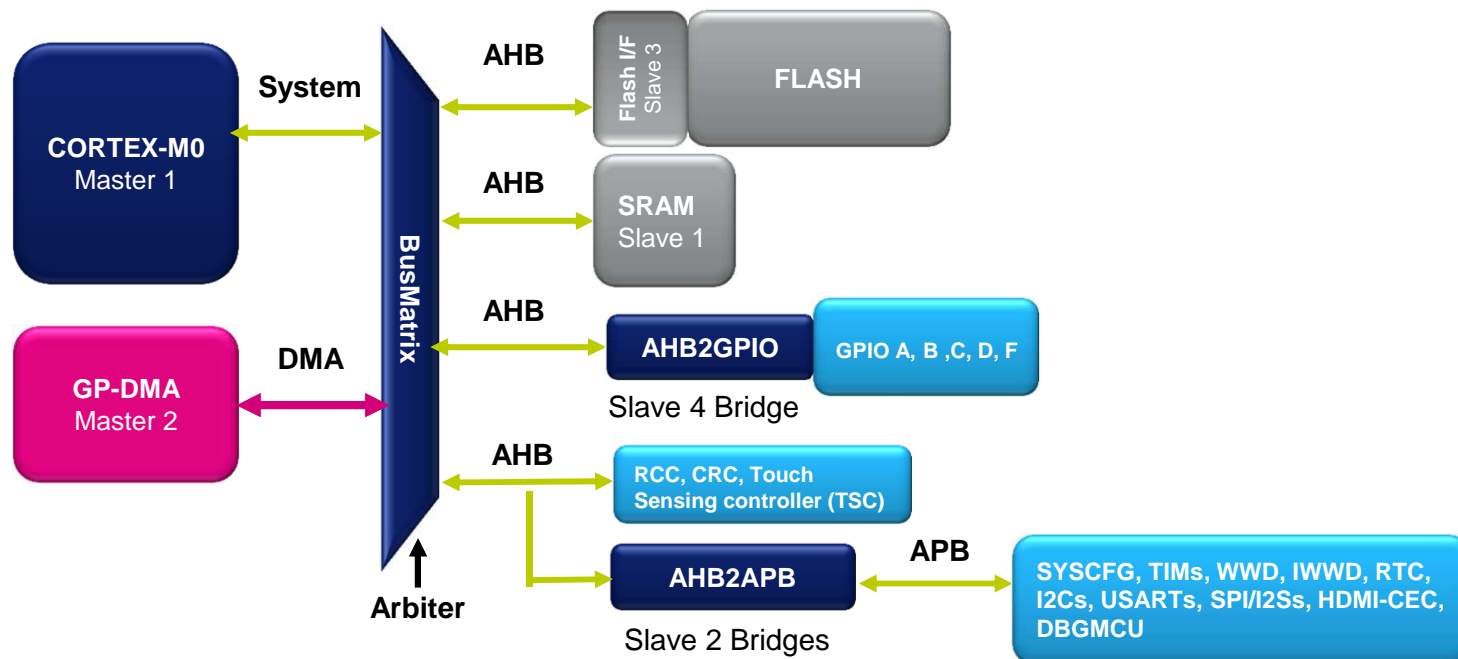 AHB
Flash I/F
Slave 3
FLASH
System
CORTEX-M0
Master 1
AHB
SRAM
Slave 1
BusMatrix
AHB
AHB2GPIO
GPIO A, B ,C, D, F
Slave 4 Bridge
DMA
GP-DMA
Master 2
AHB
RCC, CRC, Touch
Sensing controller (TSC)
Arbiter
AHB2APB
Slave 2 Bridges
APB
SYSCFG, TIMs, WWD, IWWD, RTC,
I2Cs, USARTs, SPI/I2Ss, HDMI-CEC,
DBGMCU